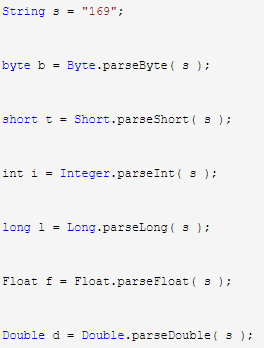 String s = "169";
byte b = Byte.parseByte( s );
short t = Short.parseShort( s );
int i = Integer.parseInt( s );
long l = Long.parseLong( s );
Float f = Float.parseFloat( s );
Double d = Double.parseDouble( s );